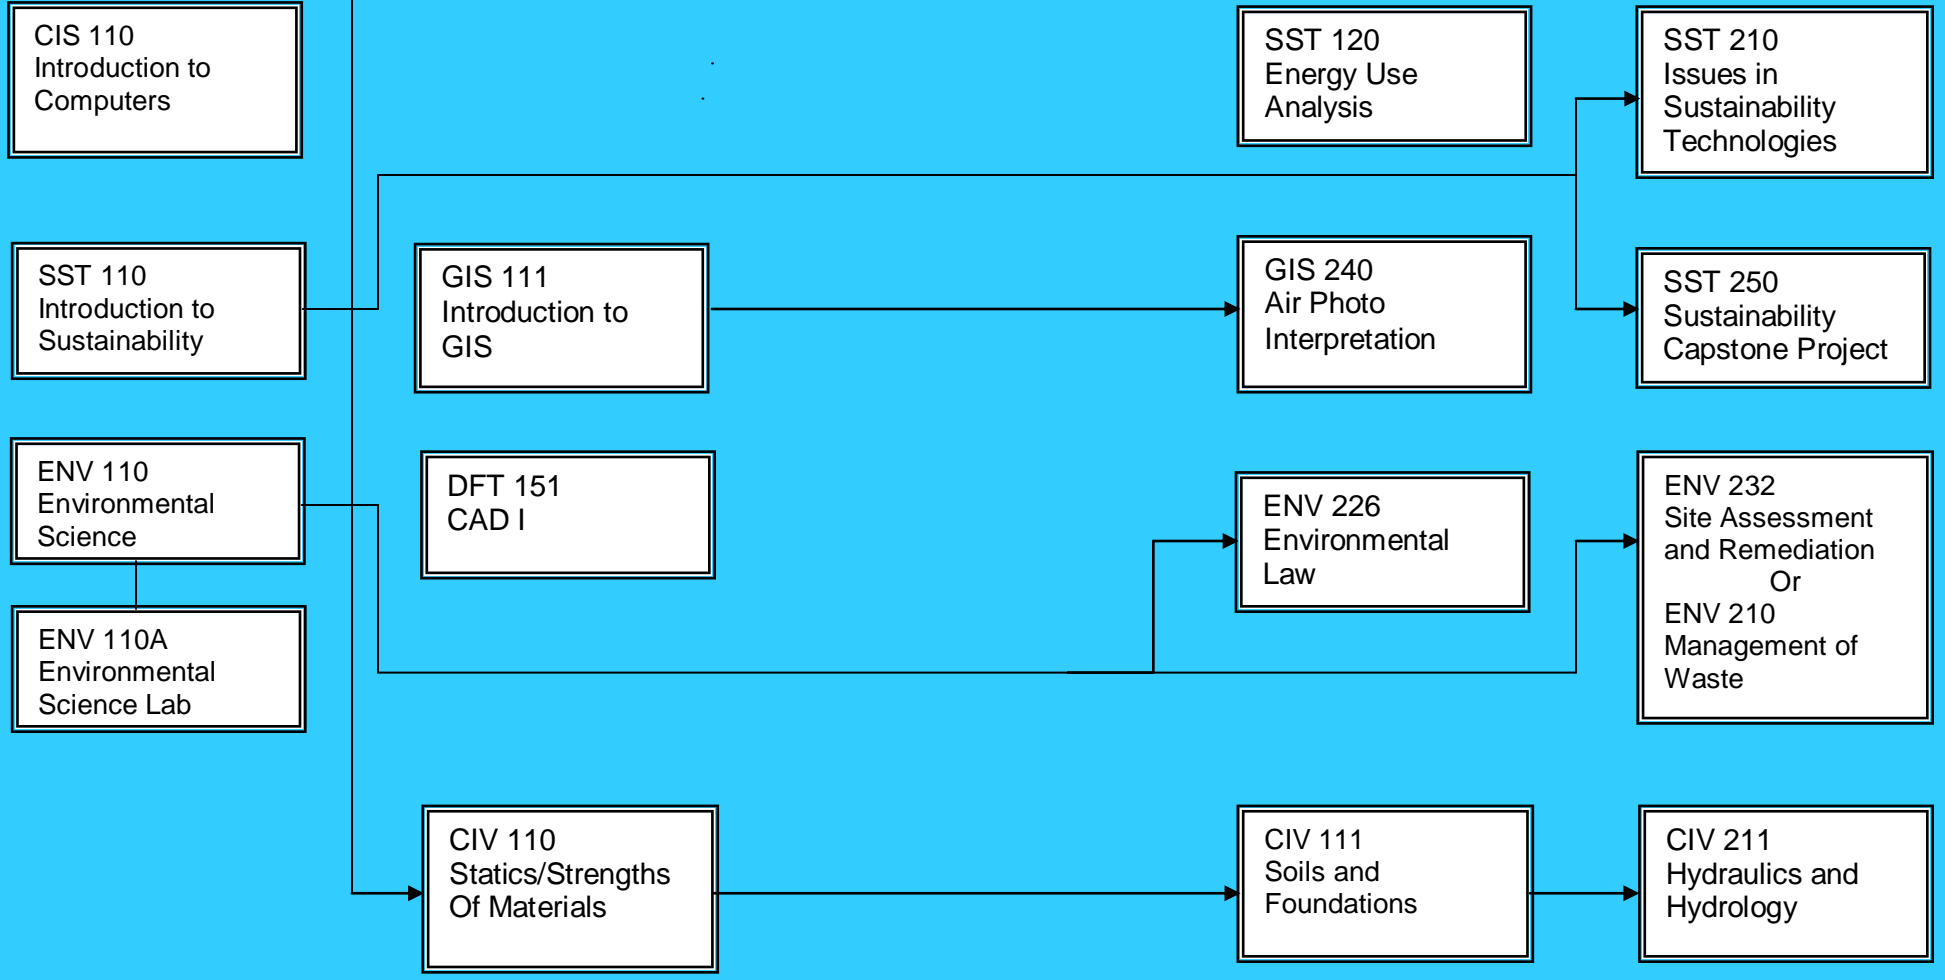 CIS 110
Introduction to
Computers
SST 120
Energy Use
Analysis
SST 210
Issues in
Sustainability
Technologies
SST 110
Introduction to
Sustainability
GIS 111
Introduction to
GIS
GIS 240
Air Photo
Interpretation
SST 250
Sustainability
Capstone Project
ENV 110
Environmental
Science
DFT 151
CAD I
ENV 226
Environmental
Law
ENV 232
Site Assessment
and Remediation
Or
ENV 210
Management of
Waste
ENV 110A
Environmental
Science Lab
CIV 110
Statics/Strengths
Of Materials
CIV 111
Soils and
Foundations
CIV 211
Hydraulics and
Hydrology